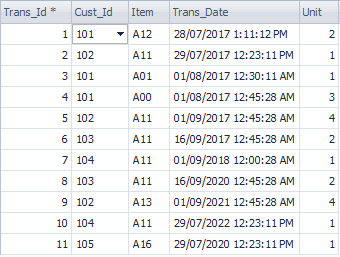 Trans_Id * Cust_Id Item Trans_Date Unit
1 101 A12 28/07/2017 1:11:12 PM 2
2 102 A11 29/07/2017 12:23:11 PM 1
3 101 A01 01/08/2017 12:30:11 AM 1
4 101 A00 01/08/2017 12:45:28 AM 3
5 102 A11 01/09/2017 12:45:28 AM 4
6 103 A11 16/09/2017 12:45:28 AM 2
7 104 A11 01/09/2018 12:00:28 AM 1
8 103 A11 16/09/2020 12:45:28 AM 2
9 102 A13 01/09/2021 12:45:28 AM 4
10 104 A11 29/07/2022 12:23:11 PM 1
11 105 A16 29/07/2020 12:23:11 PM 1